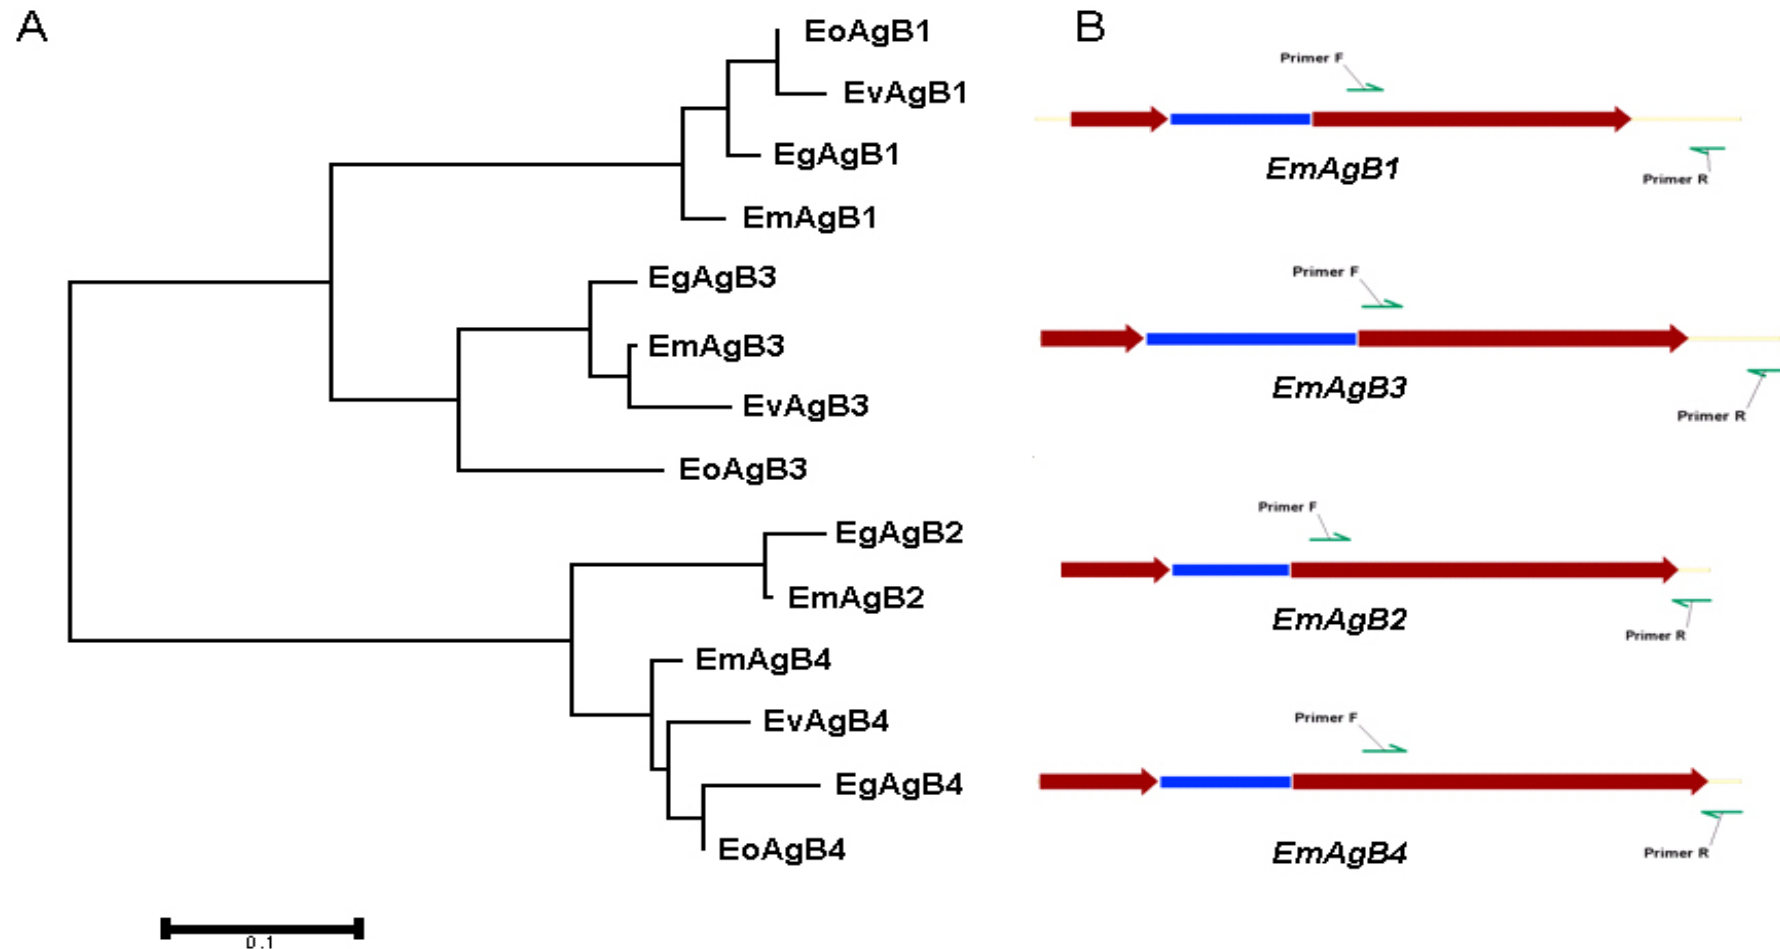 A
EoAgB1
EvAgB1
EgAgB1
EmAgB1
EgAgB3
EmAgB3
EvAgB3
EoAgB3
EgAgB2
EmAgB2
EmAgB4
EvAgB4
EgAgB4
EoAgB4
0.1
B
Primer F
EmAgB1
Primer R
Primer F
EmAgB3
Primer R
Primer F
EmAgB2
Primer R
Primer F
EmAgB4
Primer R